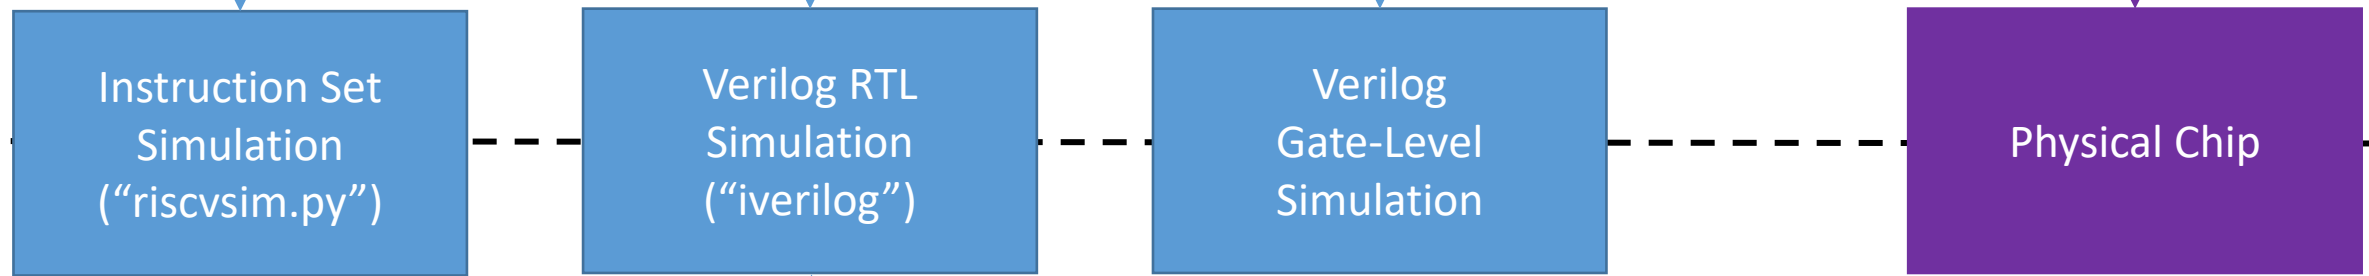 Instruction Set
Simulation
(“riscvsim.py”)
Verilog RTL
Simulation
(“iverilog”)
Verilog
Gate-Level
Simulation
Physical Chip